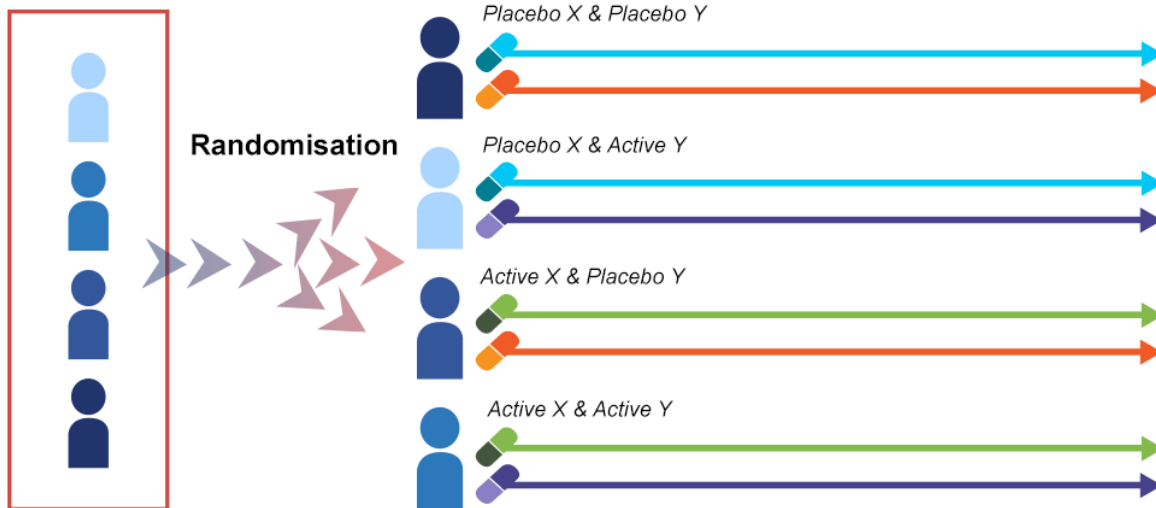 Placebo X & Placebo Y
Randomisation
Placebo X & Active Y
Active X & Placebo Y
Active X & Active Y